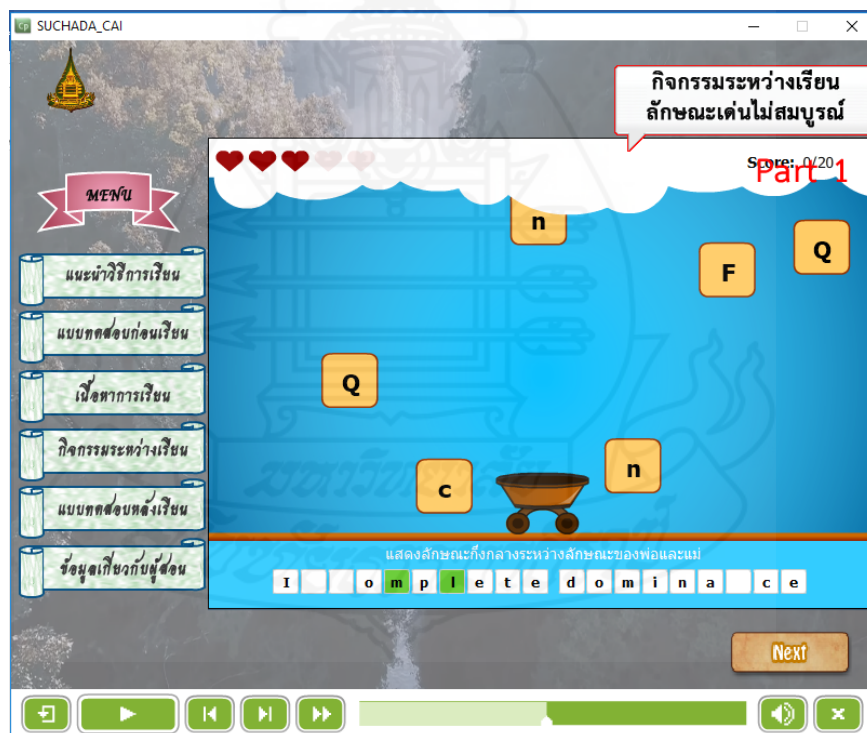 SUCHADA_CAI
กิจกรรมระหว่างเรียน
ลักษณะเด่นไม่สมบูรณ์
Score: 0/20
Part 1
MENU
แนะนำวิธีการเรียน
แบบทดสอบก่อนเรียน
เนื้อหาการเรียน
กิจกรรมระหว่างเรียน
แบบทดสอบหลังเรียน
ข้อมูลเกี่ยวกับผู้สอน
n
F
Q
Q
c
n
แสดงลักษณะกึ่งกลางระหว่างลักษณะของพ่อและแม่
I o m p l e t e d o m i n a c e
Next